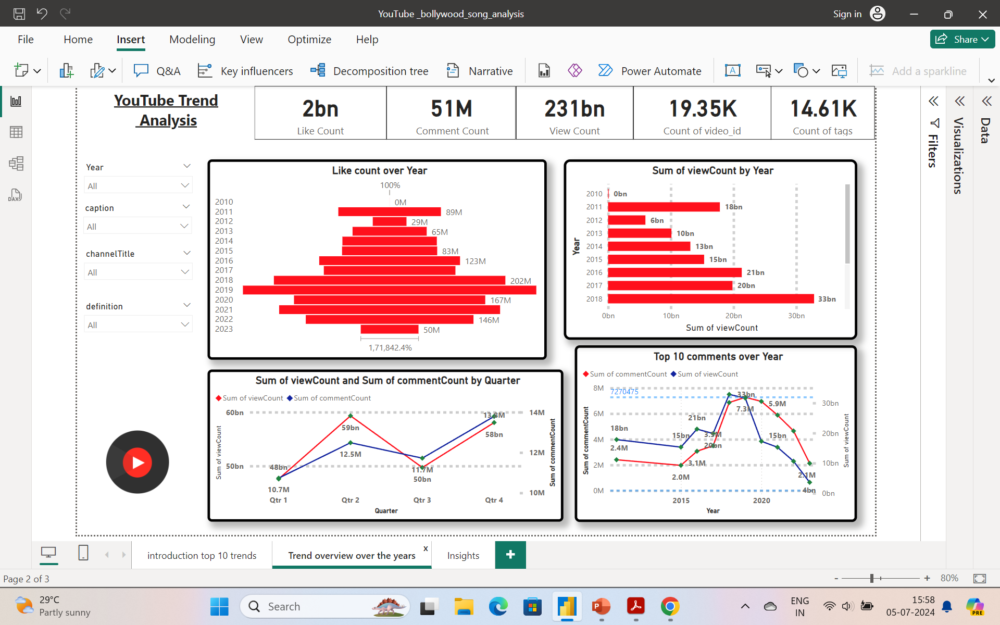 YouTube _bollywood_song_analysis
Sign in
File Home Insert Modeling View Optimize Help
Share
Q&A Key influencers Decomposition tree Narrative Power Automate Add a sparkline
YouTube Trend
Analysis
2bn
Like Count
51M
Comment Count
231bn
View Count
19.35K
Count of video_id
14.61K
Count of tags
Year
All
caption
All
channelTitle
All
definition
All
Like count over Year
100%
2010 0M
2011 89M
2012 29M
2013 65M
2014
2015 83M
2016 123M
2017
2018 202M
2019
2020 167M
2021
2022 146M
2023 50M
1,71,842.4%
Sum of viewCount by Year
Year
2010 0bn
2011 18bn
2012 6bn
2013 10bn
2014 13bn
2015 15bn
2016 21bn
2017 20bn
2018 33bn
0bn 10bn 20bn 30bn
Sum of viewCount
Sum of viewCount and Sum of commentCount by Quarter
Sum of viewCount Sum of commentCount
Sum of viewCount
60bn
50bn
48bn
10.7M
59bn
12.5M
11.7M
50bn
13.8M
58bn
14M
12M
10M
Sum of commentCount
Qtr 1 Qtr 2 Qtr 3 Qtr 4
Quarter
Top 10 comments over Year
Sum of commentCount Sum of viewCount
Sum of commentCount
8M
6M
4M
2M
0M
7270475
18bn
2.4M
15bn
2.0M
21bn
3.1M
3.5M
20bn
33bn
7.3M
5.9M
15bn
2.1M
4bn
30bn
20bn
10bn
0bn
Sum of viewCount
2015 2020
Year
Filters
Visualizations
Data
DAX
introduction top 10 trends
Trend overview over the years
x
Insights
+
Page 2 of 3
- + 80%
29°C
Partly sunny
Search
ENG
IN
15:58
05-07-2024
PRE